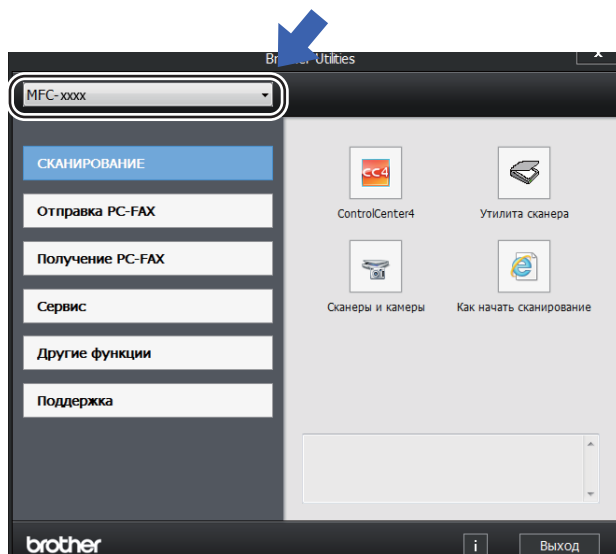 Brother Utilities
x
MFC-xxxx
СКАНИРОВАНИЕ
Отправка PC-FAX
Получение PC-FAX
Сервис
Другие функции
Поддержка
CC4
ControlCenter4
Утилита сканера
Сканеры и камеры
Как начать сканирование
brother
i
Выход